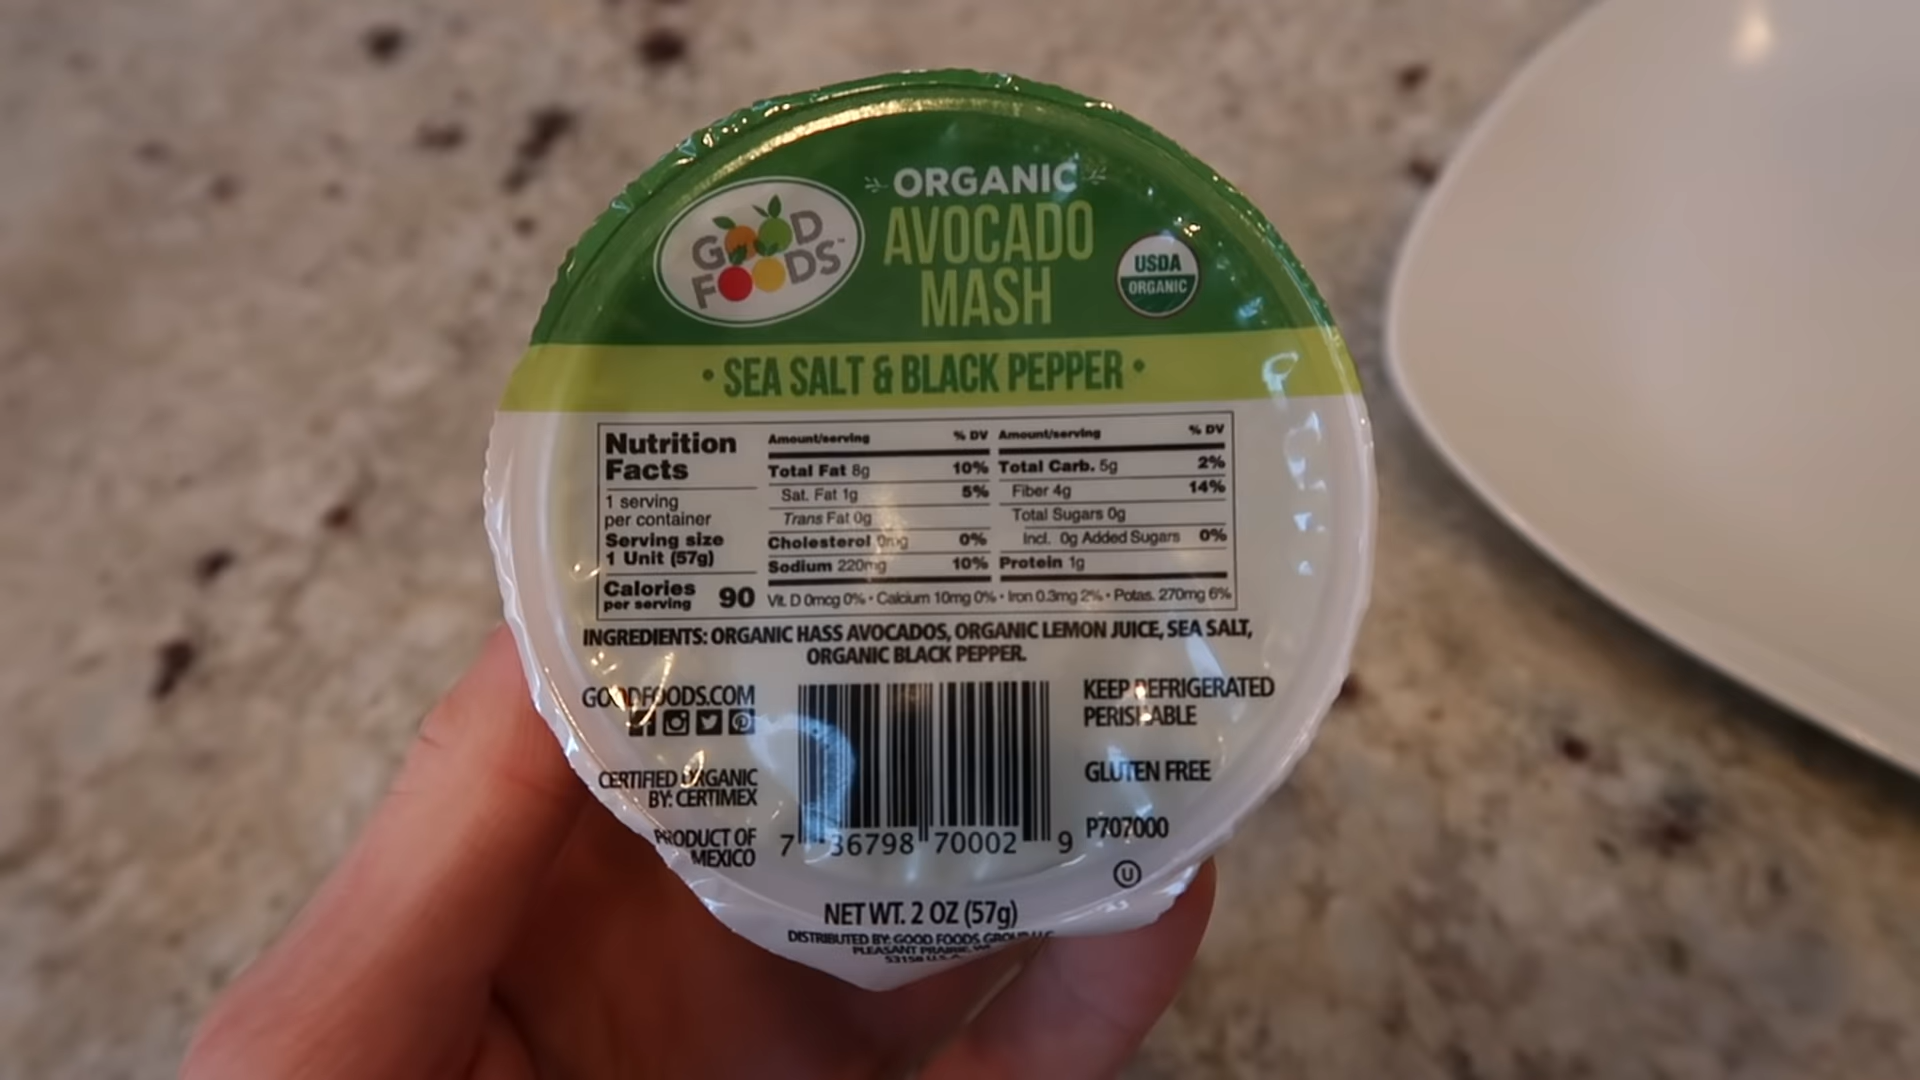 ORGANIC
AVOCADO
MASH
GOOD
FOODS™
USDA
ORGANIC
• SEA SALT & BLACK PEPPER •
Nutrition
Facts
1 serving
per container
Serving size
1 Unit (57g)
Calories
per serving 90
Amount/serving % DV
Total Fat 8g 10%
Sat. Fat 1g 5%
Trans Fat 0g
Cholesterol 0mg 0%
Sodium 220mg 10%
Amount/serving % DV
Total Carb. 5g 2%
Fiber 4g 14%
Total Sugars 0g
Incl. 0g Added Sugars 0%
Protein 1g
Vit. D 0mcg 0% • Calcium 10mg 0% • Iron 0.3mg 2% • Potas. 270mg 6%
INGREDIENTS: ORGANIC HASS AVOCADOS, ORGANIC LEMON JUICE, SEA SALT,
ORGANIC BLACK PEPPER.
GOODFOODS.COM
CERTIFIED ORGANIC
BY: CERTIMEX
PRODUCT OF
MEXICO
7 36798 70002 9
KEEP REFRIGERATED
PERISHABLE
GLUTEN FREE
P707000
U
NET WT. 2 OZ (57g)
DISTRIBUTED BY: GOOD FOODS GROUP LLC
PLEASANT PRAIRIE, WI
53158 U.S.A.